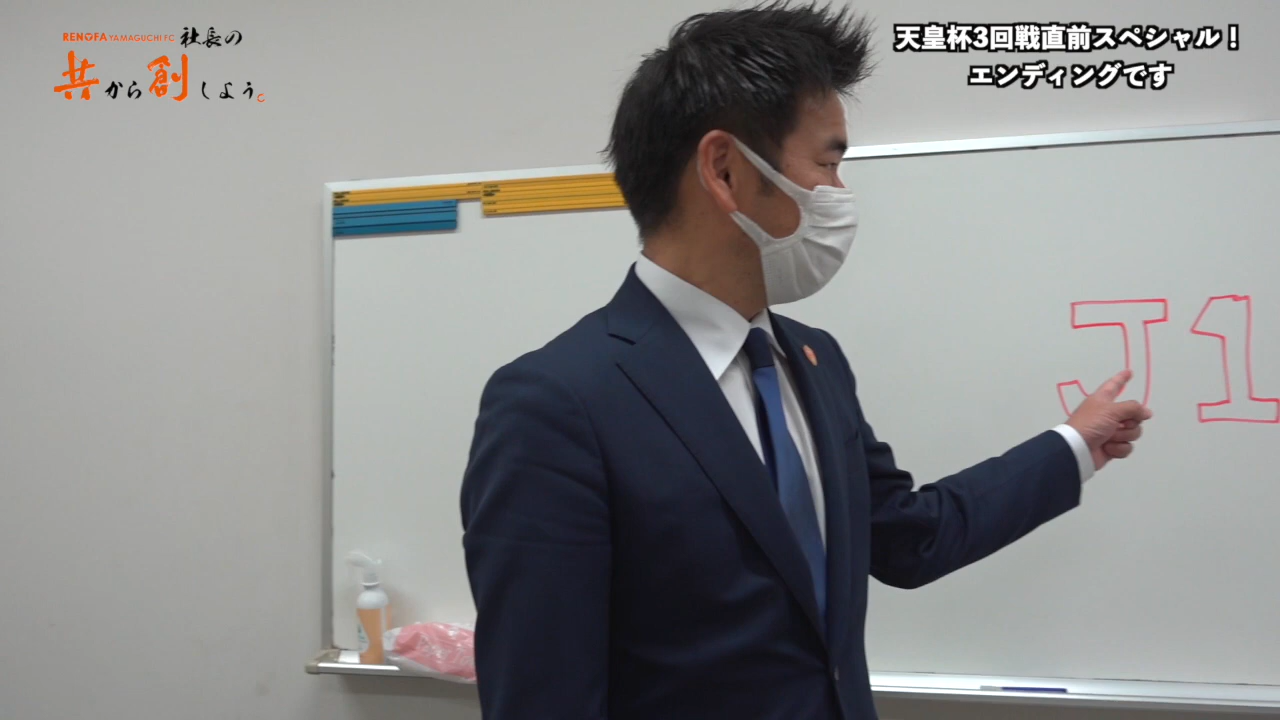 RENOFA YAMAGUCHI FC 社長の
共から創しよう。
天皇杯3回戦直前スペシャル！
エンディングです
J1